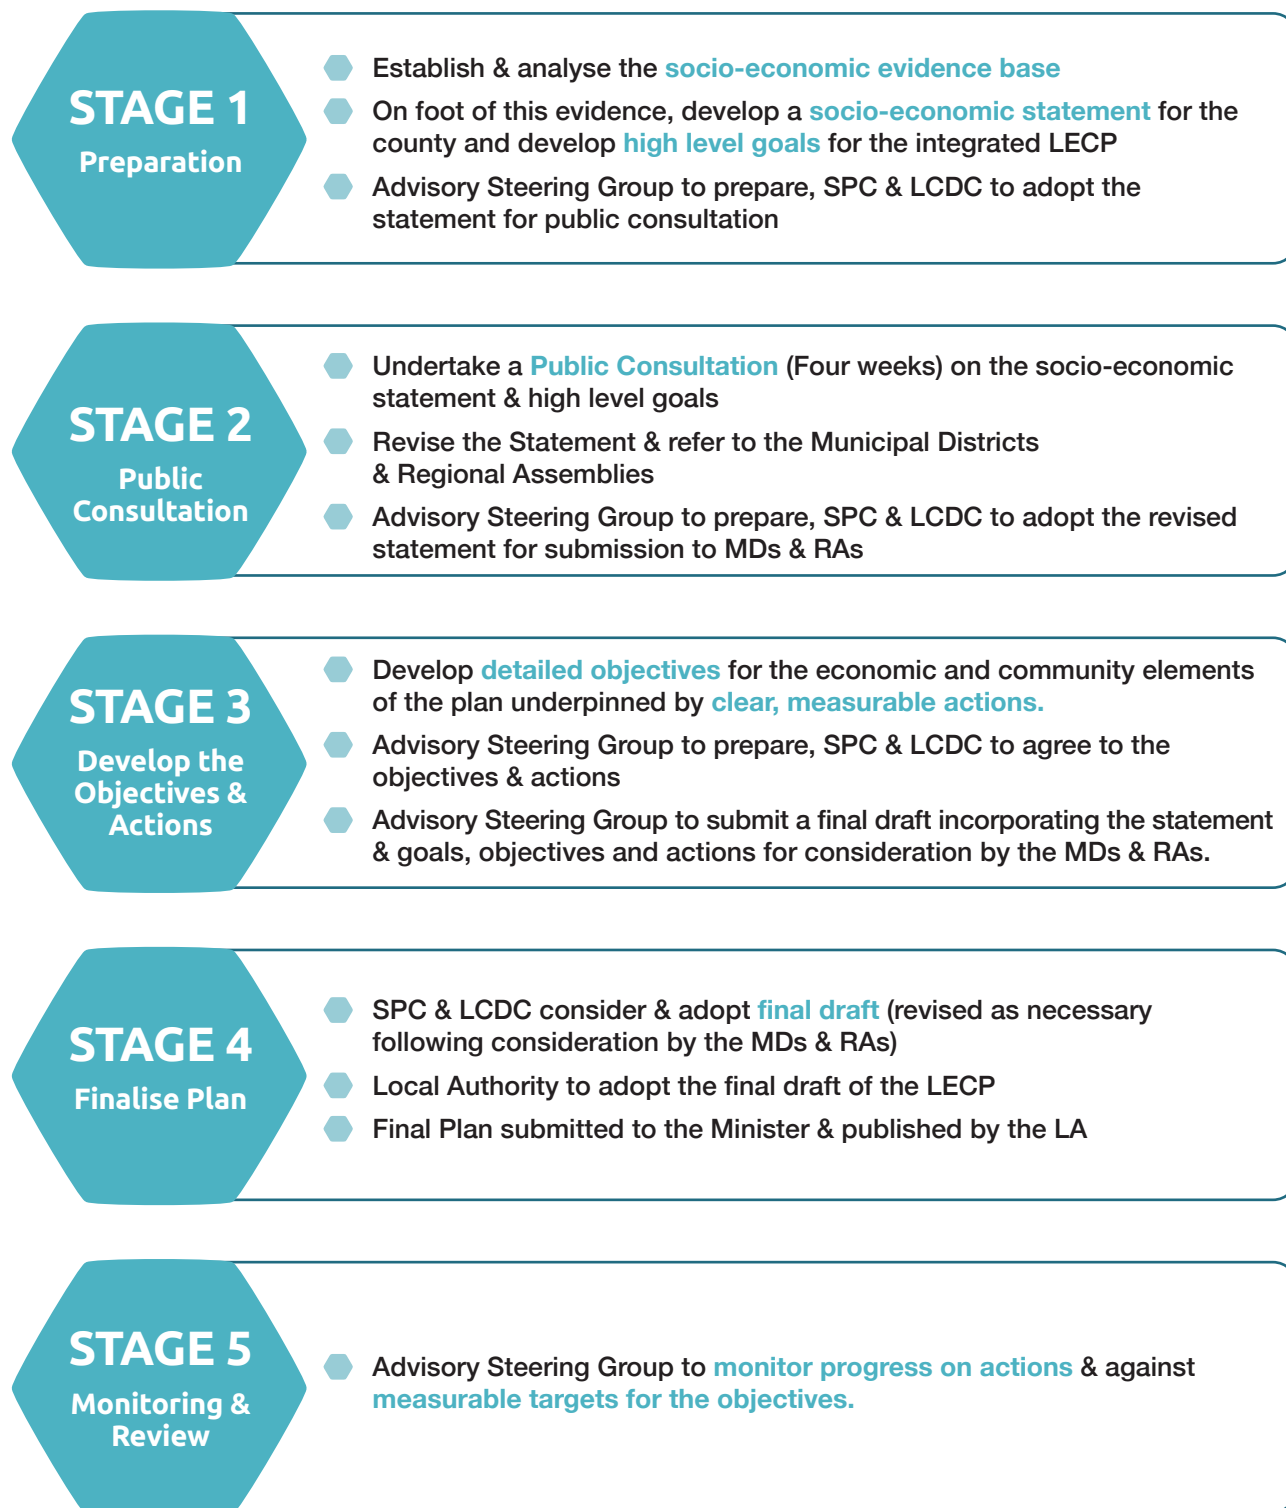 STAGE 1
Preparation
Establish & analyse the socio-economic evidence base
On foot of this evidence, develop a socio-economic statement for the
county and develop high level goals for the integrated LECP
Advisory Steering Group to prepare, SPC & LCDC to adopt the
statement for public consultation
STAGE 2
Public
Consultation
Undertake a Public Consultation (Four weeks) on the socio-economic
statement & high level goals
Revise the Statement & refer to the Municipal Districts
& Regional Assemblies
Advisory Steering Group to prepare, SPC & LCDC to adopt the revised
statement for submission to MDs & RAs
STAGE 3
Develop the
Objectives &
Actions
Develop detailed objectives for the economic and community elements
of the plan underpinned by clear, measurable actions.
Advisory Steering Group to prepare, SPC & LCDC to agree to the
objectives & actions
Advisory Steering Group to submit a final draft incorporating the statement
& goals, objectives and actions for consideration by the MDs & RAs.
STAGE 4
Finalise Plan
SPC & LCDC consider & adopt final draft (revised as necessary
following consideration by the MDs & RAs)
Local Authority to adopt the final draft of the LECP
Final Plan submitted to the Minister & published by the LA
STAGE 5
Monitoring &
Review
Advisory Steering Group to monitor progress on actions & against
measurable targets for the objectives.